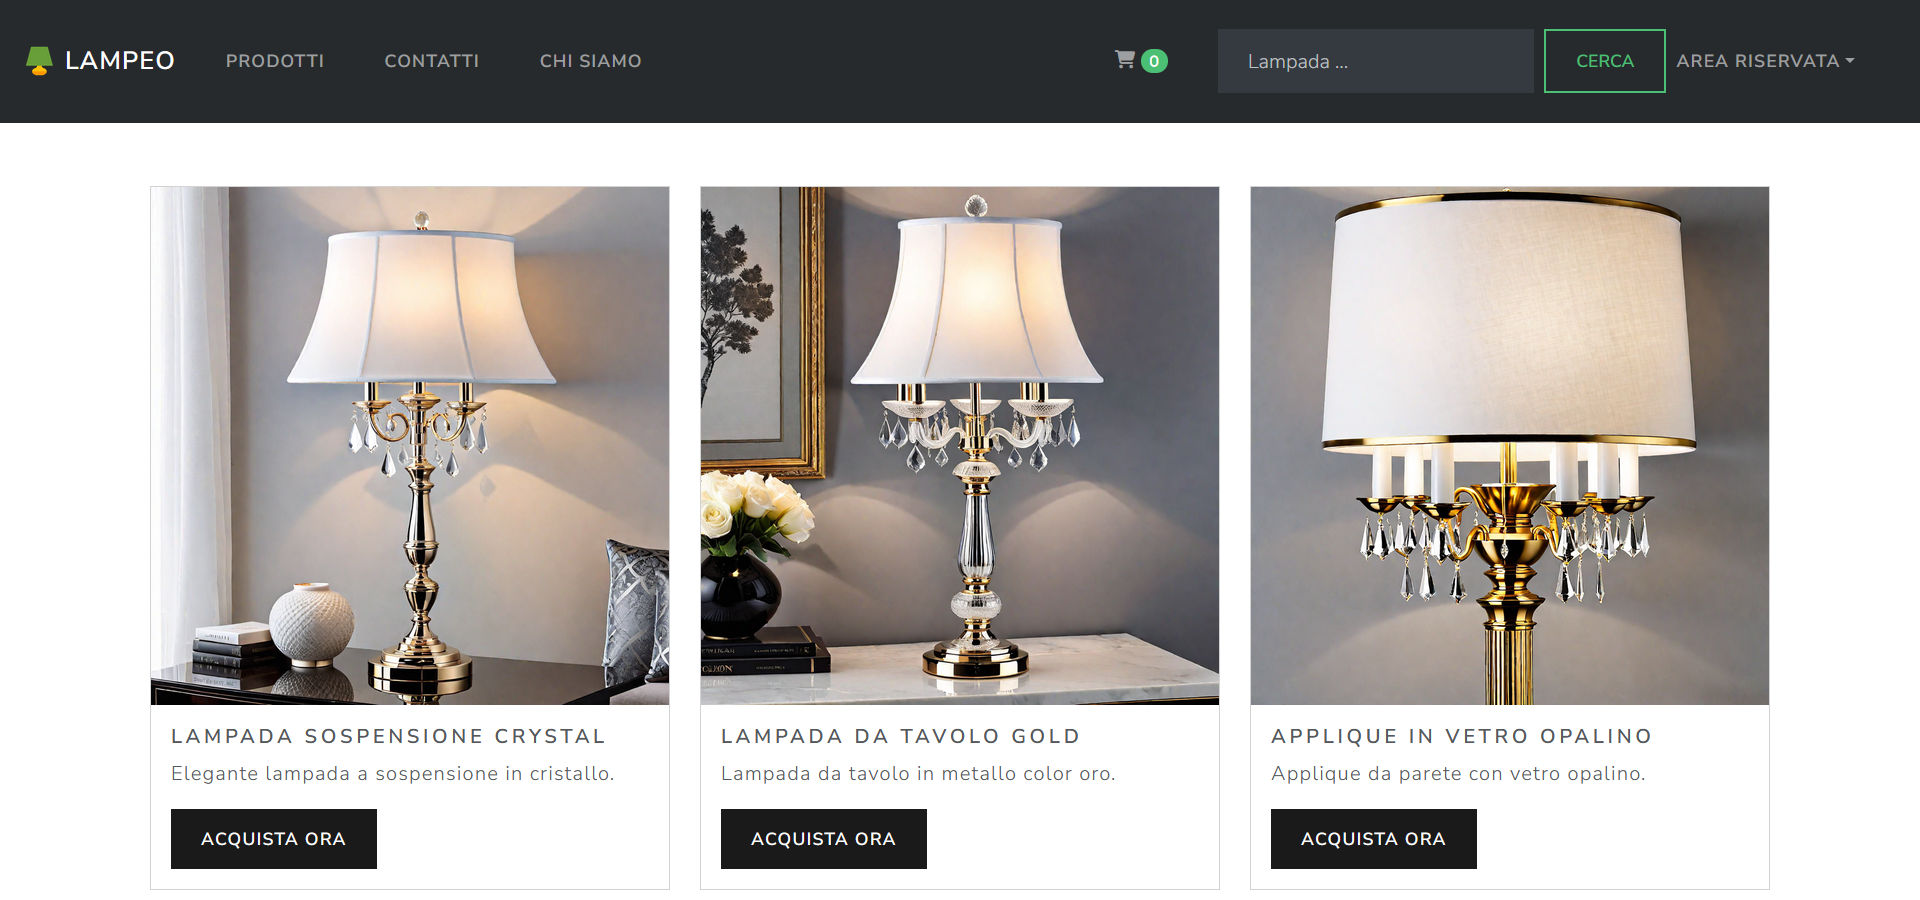 LAMPEO PRODOTTI CONTATTI CHI SIAMO 0 Lampada ... CERCA AREA RISERVATA
LAMPADA SOSPENSIONE CRYSTAL
Elegante lampada a sospensione in cristallo.
ACQUISTA ORA
LAMPADA DA TAVOLO GOLD
Lampada da tavolo in metallo color oro.
ACQUISTA ORA
APPLIQUE IN VETRO OPALINO
Applique da parete con vetro opalino.
ACQUISTA ORA